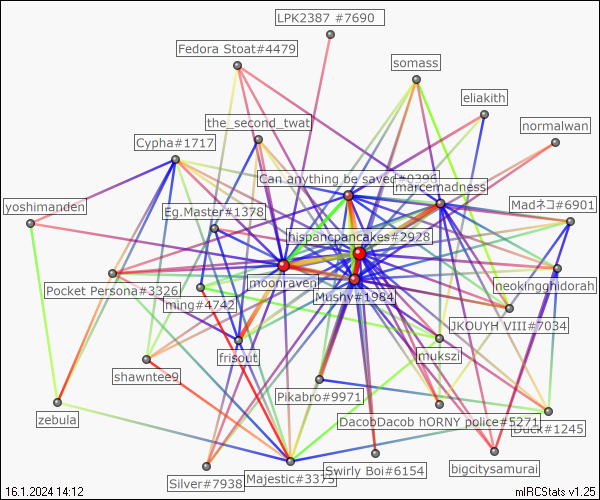 LPK2387 #7690
Fedora Stoat#4479
somass
eliakith
the_second_twat
normalwan
Cypha#1717
Can anything be saved#0396
marcemadness
yoshimanden
Eg.Master#1378
Madネコ#6901
hispancpancakes#2928
moonraven
Pocket Persona#3326
neokingghidorah
ming#4742
Mushy#1984
JKOUYH VIII#7034
frisout
mukszi
shawntee9
Pikabro#9971
zebula
DacobDacob hORNY police#5271
Duck#1245
Silver#7938
Majestic#3375
Swirly Boi#6154
bigcitysamurai
16.1.2024 14:12
mIRCStats v1.25